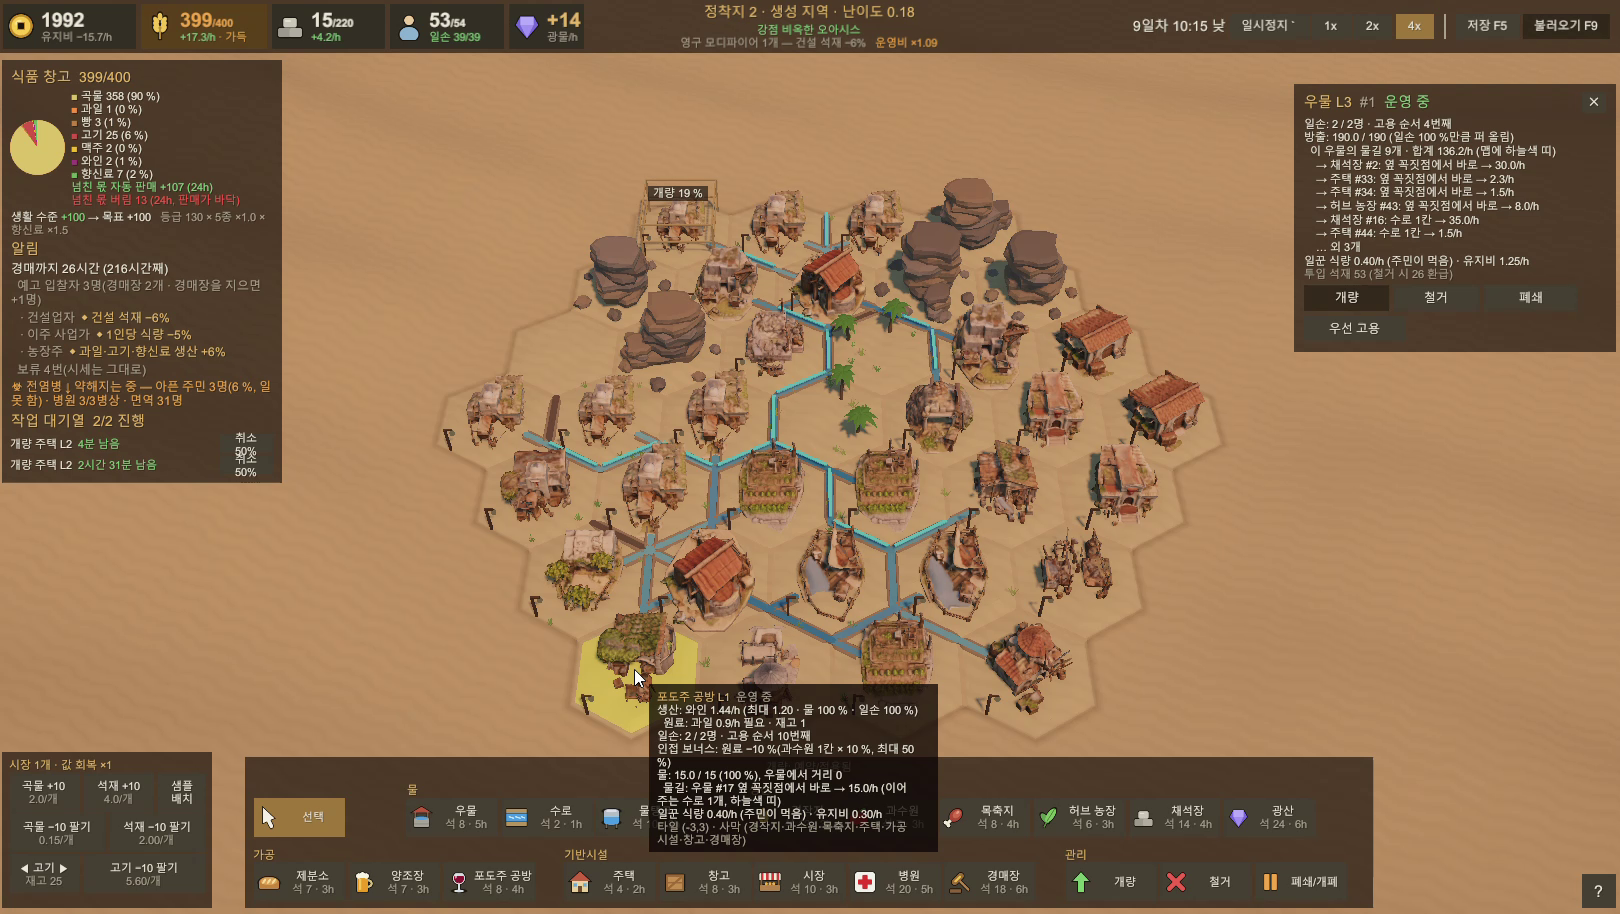 1992
유지비 −15.7/h
399/400
+17.3/h · 가득
15/220
+4.2/h
53/54
일손 39/39
+14
광물/h
정착지 2 · 생성 지역 · 난이도 0.18
강점 비옥한 오아시스
영구 모디파이어 1개 — 건설 석재 −6% 운영비 ×1.09
9일차 10:15 낮
일시정지
1x
2x
4x
저장 F5
불러오기 F9
식품 창고 399/400
곡물 358 (90 %)
과일 1 (0 %)
빵 3 (1 %)
고기 25 (6 %)
맥주 2 (0 %)
와인 2 (1 %)
향신료 7 (2 %)
넘친 몫 자동 판매 +107 (24h)
넘친 몫 버림 13 (24h, 판매가 바닥)
생활 수준 +100 → 목표 +100 등급 130 × 5종 ×1.0 ×
향신료 ×1.5
알림
경매까지 26시간 (216시간째)
예고 입찰자 3명(경매장 2개 · 경매장을 지으면
+1명)
· 건설업자 ◆ 건설 석재 −6%
· 이주 사업가 ◆ 1인당 식량 −5%
· 농장주 ◆ 과일·고기·향신료 생산 +6%
보류 4번(시세는 그대로)
전염병 ↓ 약해지는 중 — 아픈 주민 3명(6 %, 일
못 함) · 병원 3/3병상 · 면역 31명
작업 대기열 2/2 진행
개량 주택 L2 4분 남음
취소
50%
개량 주택 L2 2시간 31분 남음
취소
50%
개량 19 %
우물 L3 #1 운영 중
일손: 2 / 2명 · 고용 순서 4번째
방출: 190.0 / 190 (일손 100 %만큼 퍼 올림)
이 우물의 물길 9개 · 합계 136.2/h (맵에 하늘색 띠)
→ 채석장 #2: 옆 꼭짓점에서 바로 → 30.0/h
→ 주택 #33: 옆 꼭짓점에서 바로 → 2.3/h
→ 주택 #34: 옆 꼭짓점에서 바로 → 1.5/h
→ 허브 농장 #43: 옆 꼭짓점에서 바로 → 8.0/h
→ 채석장 #16: 수로 1칸 → 35.0/h
→ 주택 #44: 수로 1칸 → 1.5/h
... 외 3개
일꾼 식량 0.40/h (주민이 먹음) · 유지비 1.25/h
투입 석재 53 (철거 시 26 환급)
개량
철거
폐쇄
우선 고용
포도주 공방 L1 운영 중
생산: 와인 1.44/h (최대 1.20 · 물 100 % · 일손 100 %)
원료: 과일 0.9/h 필요 · 재고 1
일손: 2 / 2명 · 고용 순서 10번째
인접 보너스: 원료 −10 %(과수원 1칸 × 10 %, 최대 50
%)
물: 15.0 / 15 (100 %), 우물에서 거리 0
물길: 우물 #17 옆 꼭짓점에서 바로 → 15.0/h (이어
주는 수로 1개, 하늘색 띠)
일꾼 식량 0.40/h (주민이 먹음) · 유지비 0.30/h
타일 (-3,3) · 사막 (경작지·과수원·목축지·주택·가공
시설·창고·경매장)
시장 1개 · 값 회복 ×1
곡물 +10
2.0/개
석재 +10
4.0/개
샘플
배치
곡물 −10 팔기
0.15/개
석재 −10 팔기
2.00/개
◀ 고기 ▶
재고 25
고기 −10 팔기
5.60/개
선택
물
우물
석 8 · 5h
수로
석 2 · 1h
목축지
석 8 · 4h
허브 농장
석 6 · 3h
채석장
석 14 · 4h
광산
석 24 · 6h
가공
제분소
석 7 · 3h
양조장
석 7 · 3h
포도주 공방
석 8 · 4h
기반시설
주택
석 4 · 2h
창고
석 8 · 3h
시장
석 10 · 3h
병원
석 20 · 5h
경매장
석 18 · 6h
관리
개량
철거
폐쇄/개폐
?